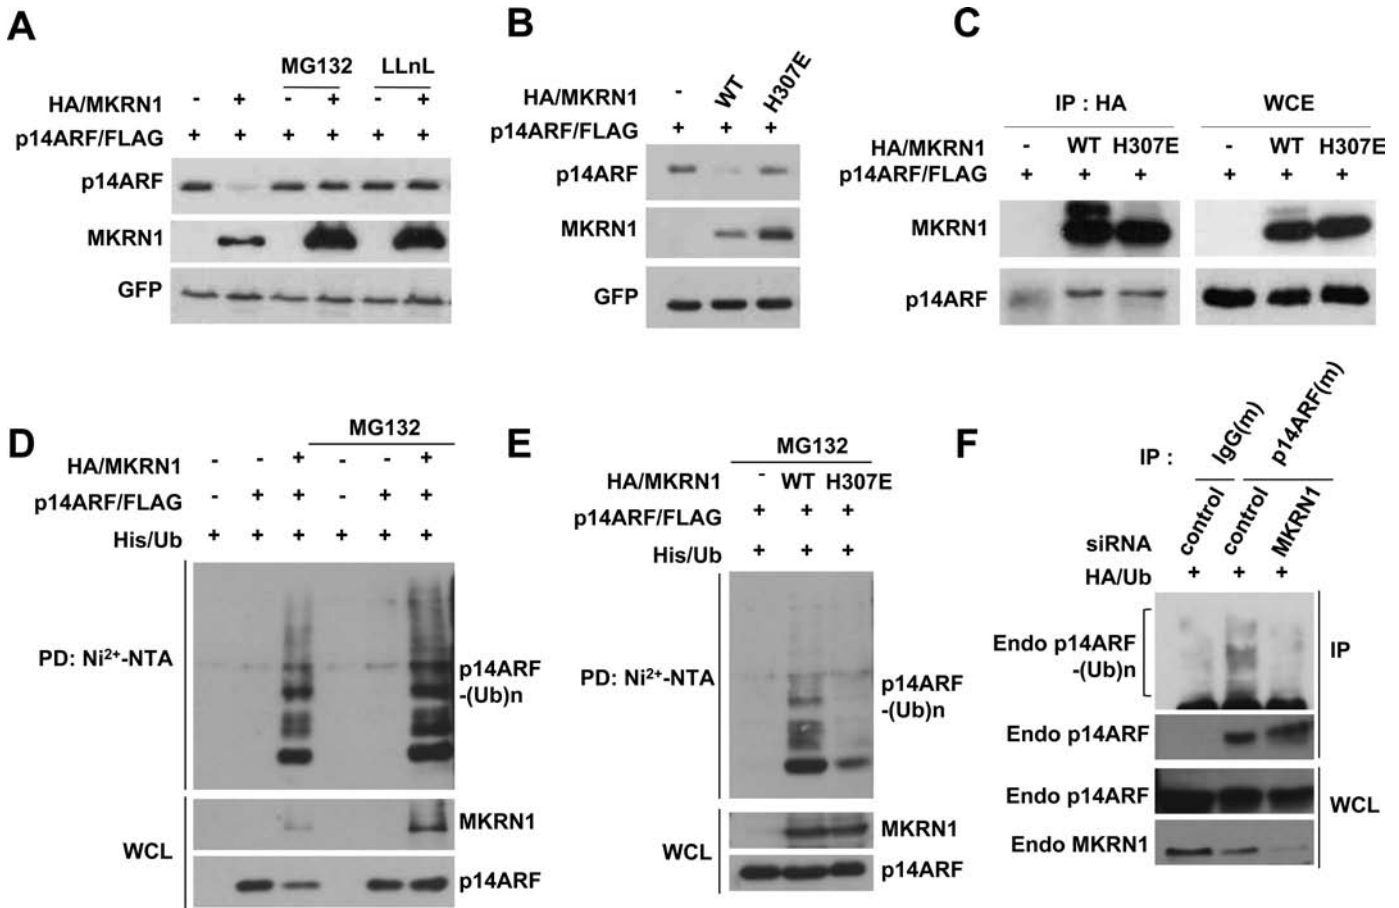 A
MG132 LLnL
HA/MKRN1 - + - + - +
p14ARF/FLAG + + + + + +
p14ARF
MKRN1
GFP
B
HA/MKRN1 - WT H307E
p14ARF/FLAG + + +
p14ARF
MKRN1
GFP
C
IP : HA WCE
HA/MKRN1 - WT H307E - WT H307E
p14ARF/FLAG + + + + + +
MKRN1
p14ARF
D
MG132
HA/MKRN1 - - + - - +
p14ARF/FLAG - + + - + +
His/Ub + + + + + +
PD: Ni²⁺-NTA
p14ARF
-(Ub)n
WCL
MKRN1
p14ARF
E
MG132
HA/MKRN1 - WT H307E
p14ARF/FLAG + + +
His/Ub + + +
PD: Ni²⁺-NTA
p14ARF
-(Ub)n
WCL
MKRN1
p14ARF
F
IP : IgG(m) p14ARF(m)
siRNA control control MKRN1
HA/Ub + + +
Endo p14ARF
-(Ub)n
IP
Endo p14ARF
Endo p14ARF
WCL
Endo MKRN1